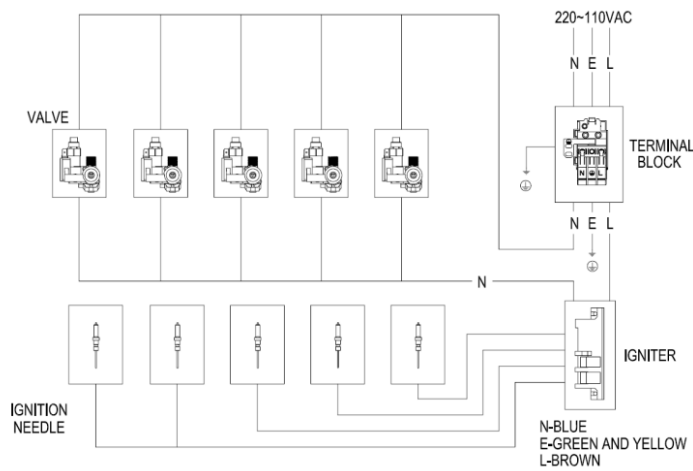 220~110VAC
N E L
VALVE
TERMINAL
BLOCK
N L
N E L
N
IGNITER
IGNITION
NEEDLE
N-BLUE
E-GREEN AND YELLOW
L-BROWN